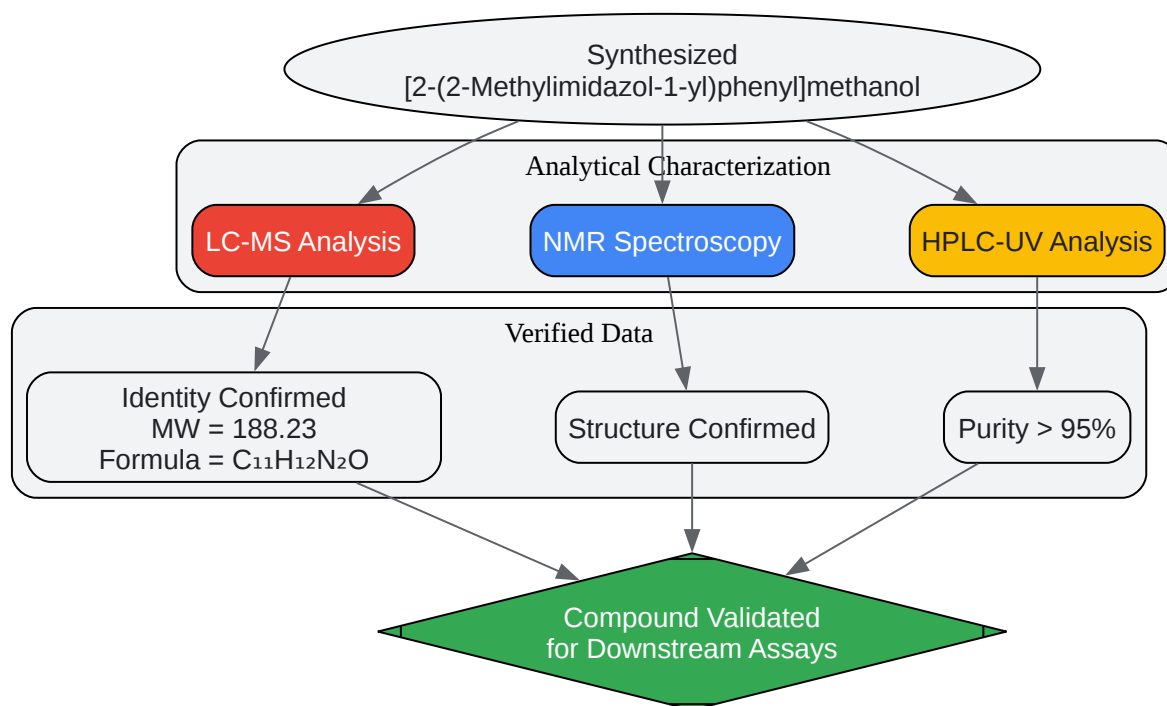 Synthesized
[2-(2-Methylimidazol-1-yl)phenyl]methanol
Analytical Characterization
LC-MS Analysis
NMR Spectroscopy
HPLC-UV Analysis
Verified Data
Identity Confirmed
MW = 188.23
Formula = C₁₁H₁₂N₂O
Structure Confirmed
Purity > 95%
Compound Validated
for Downstream Assays